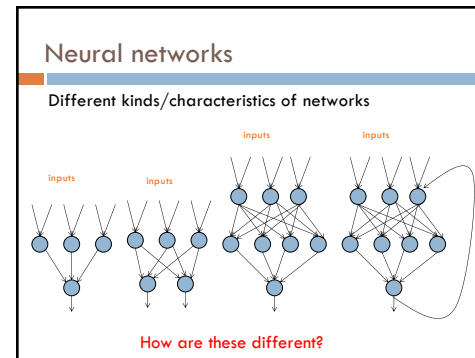 Neural networks
Different kinds/characteristics of networks
inputs
inputs
inputs
inputs
How are these different?